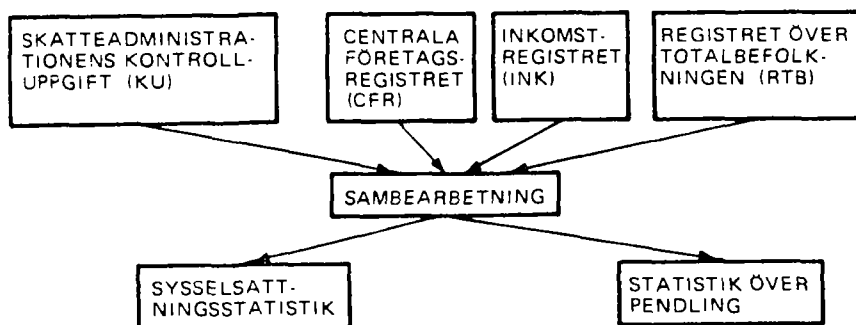 SKATTEADMINISTRA-
TIONENS KONTROLL-
UPPGIFT (KU)
CENTRALA
FÖRETAGS-
REGISTRET
(CFR)
INKOMST-
REGISTRET
(INK)
REGISTRET ÖVER
TOTALBEFOLK-
NINGEN (RTB)
SAMBEARBETNING
SYSSELSATT-
NINGSSTATISTIK
STATISTIK ÖVER
PENDLING